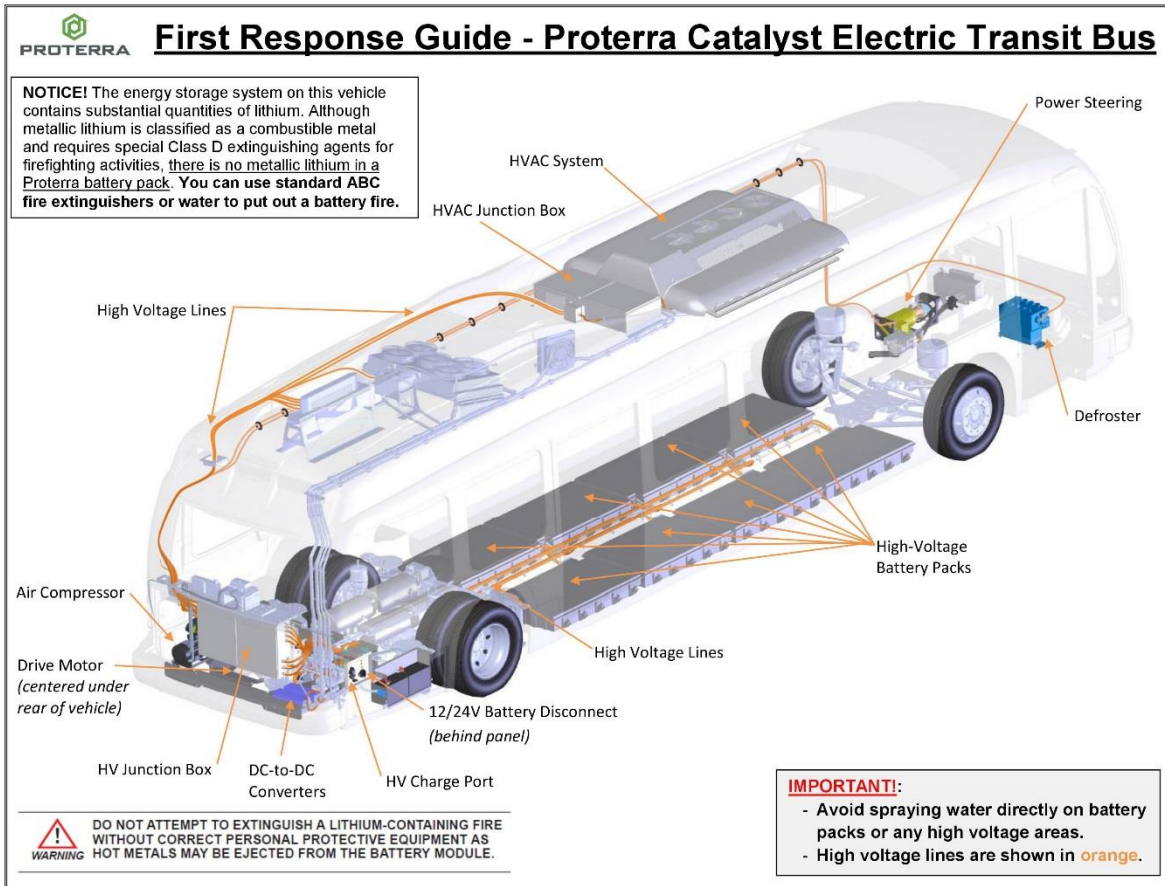 PROTERRA
First Response Guide - Proterra Catalyst Electric Transit Bus
NOTICE! The energy storage system on this vehicle
contains substantial quantities of lithium. Although
metallic lithium is classified as a combustible metal
and requires special Class D extinguishing agents for
firefighting activities, there is no metallic lithium in a
Proterra battery pack. You can use standard ABC
fire extinguishers or water to put out a battery fire.
Power Steering
HVAC System
HVAC Junction Box
High Voltage Lines
Defroster
High-Voltage
Battery Packs
Air Compressor
High Voltage Lines
Drive Motor
(centered under
rear of vehicle)
12/24V Battery Disconnect
(behind panel)
HV Junction Box
DC-to-DC
Converters
HV Charge Port
WARNING
DO NOT ATTEMPT TO EXTINGUISH A LITHIUM-CONTAINING FIRE
WITHOUT CORRECT PERSONAL PROTECTIVE EQUIPMENT AS
HOT METALS MAY BE EJECTED FROM THE BATTERY MODULE.
IMPORTANT!:
- Avoid spraying water directly on battery
packs or any high voltage areas.
- High voltage lines are shown in orange.